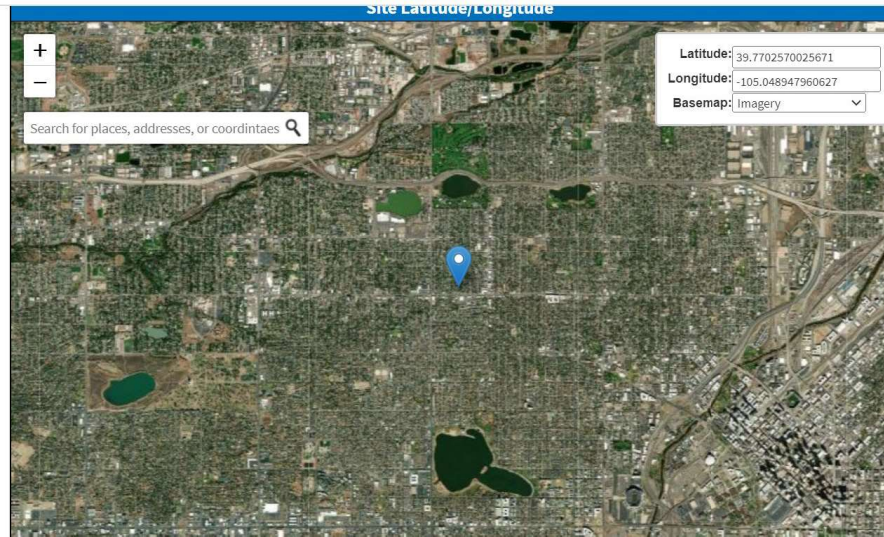 Site Latitude/Longitude
+
−
Search for places, addresses, or coordintaes
Latitude: 39.7702570025671
Longitude: -105.048947960627
Basemap: Imagery